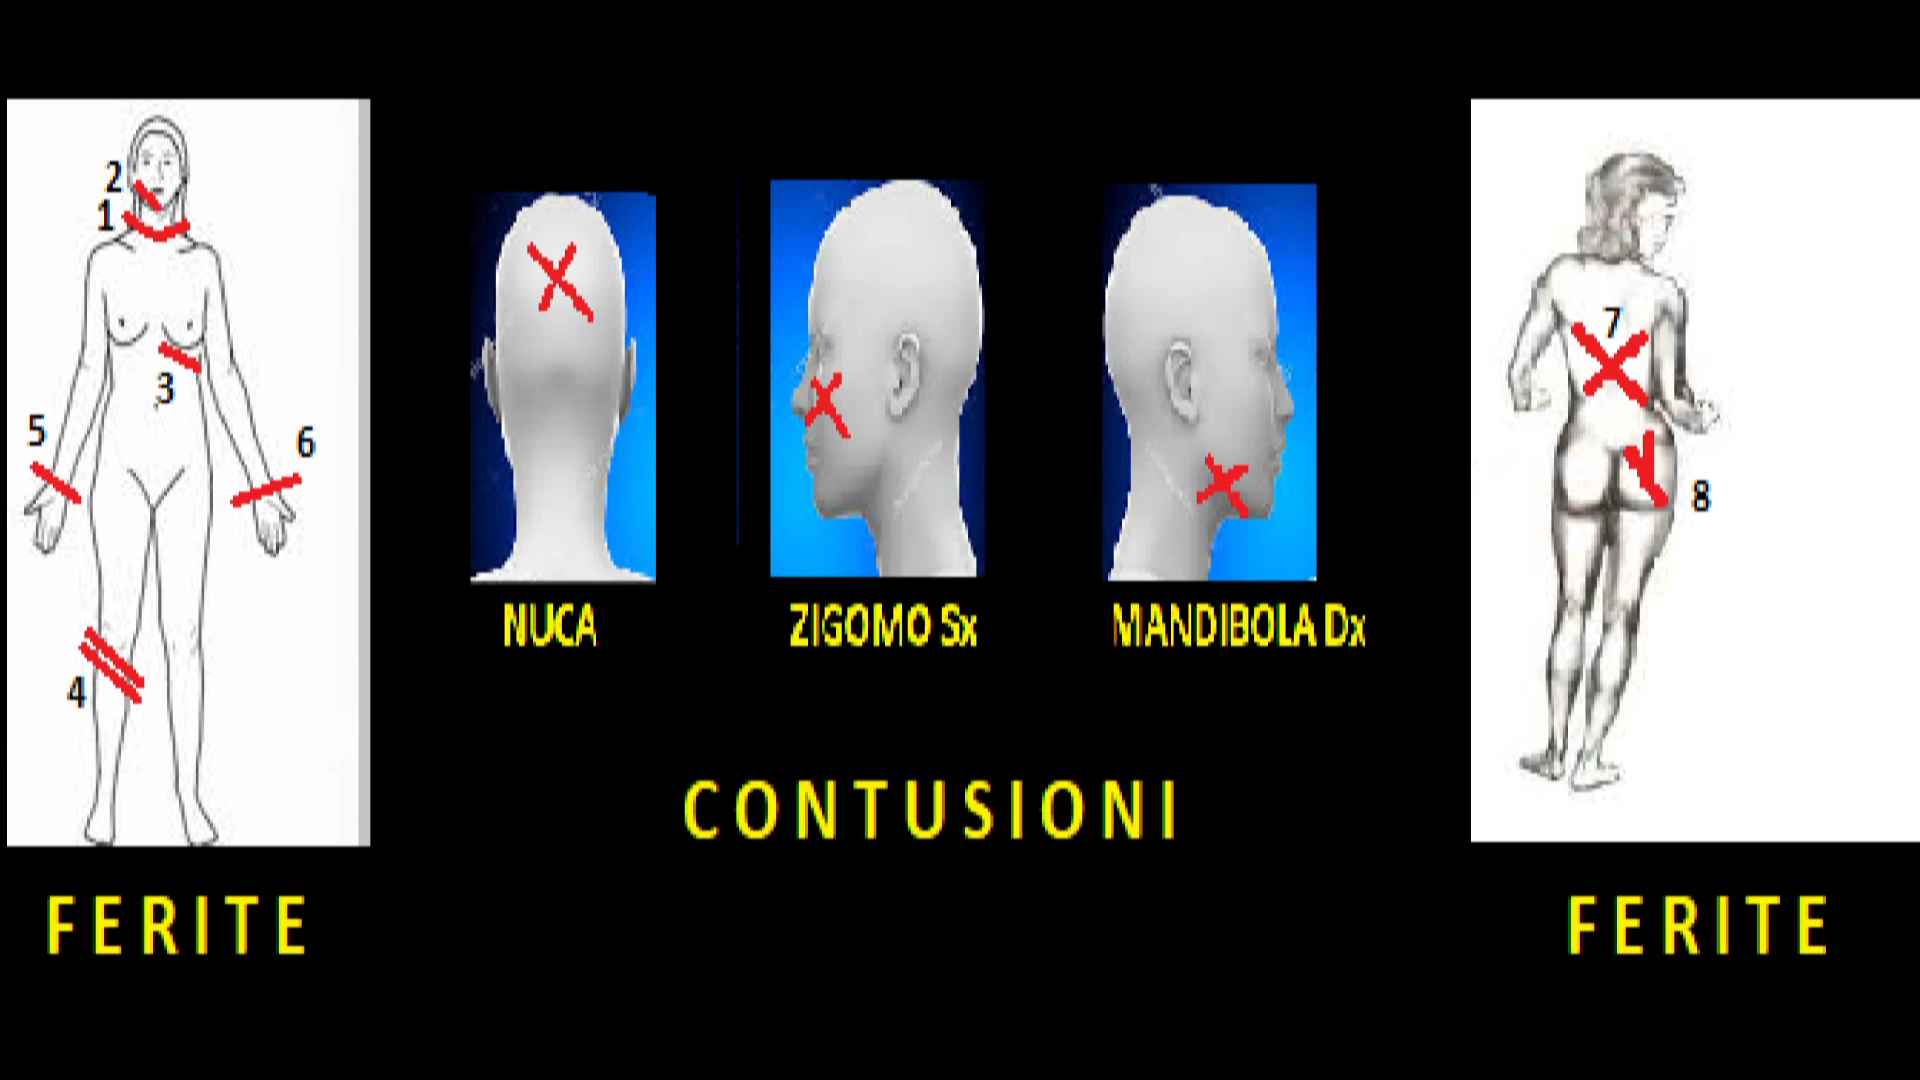 2
1
3
5
6
4
FERITE
NUCA
ZIGOMO Sx
MANDIBOLA Dx
CONTUSIONI
7
8
FERITE